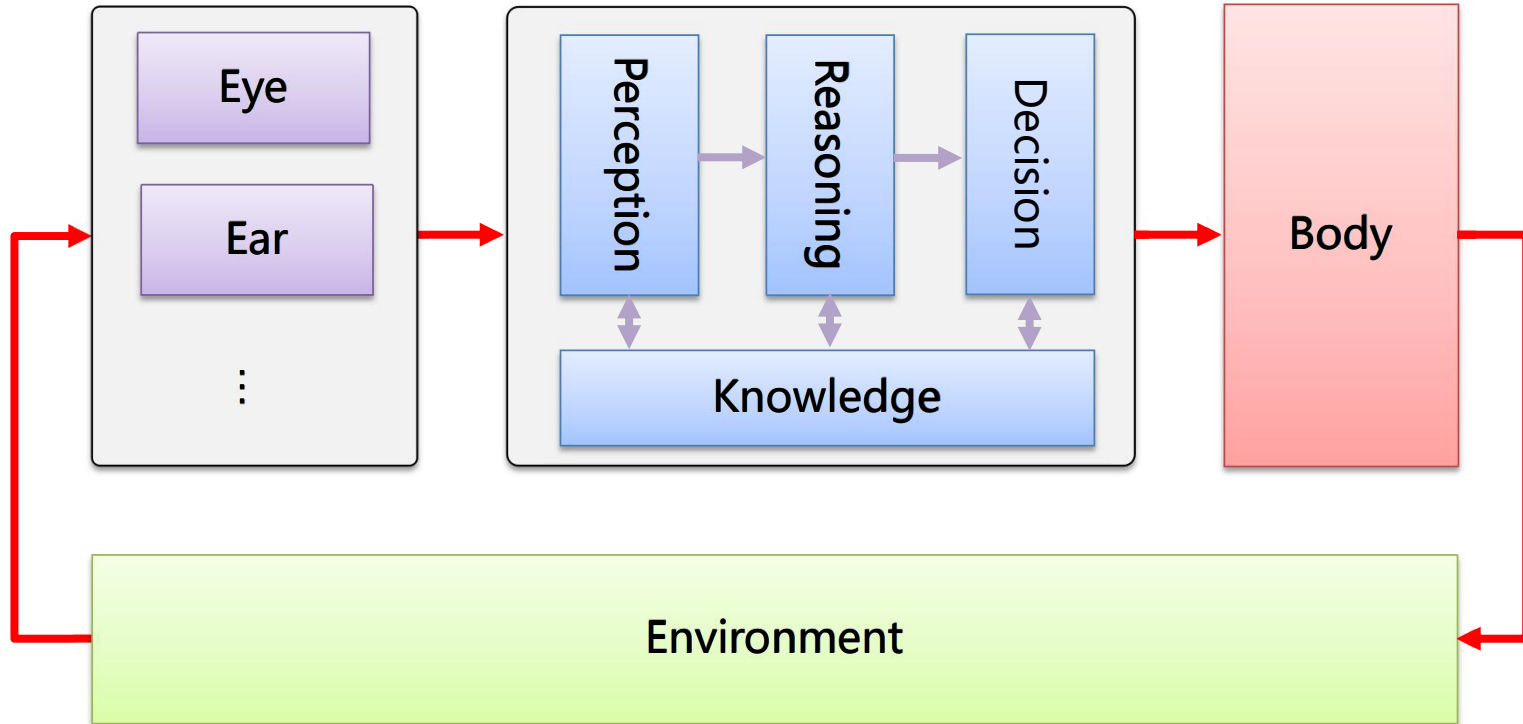 Eye
Ear
⋮
Perception
Reasoning
Decision
Knowledge
Body
Environment